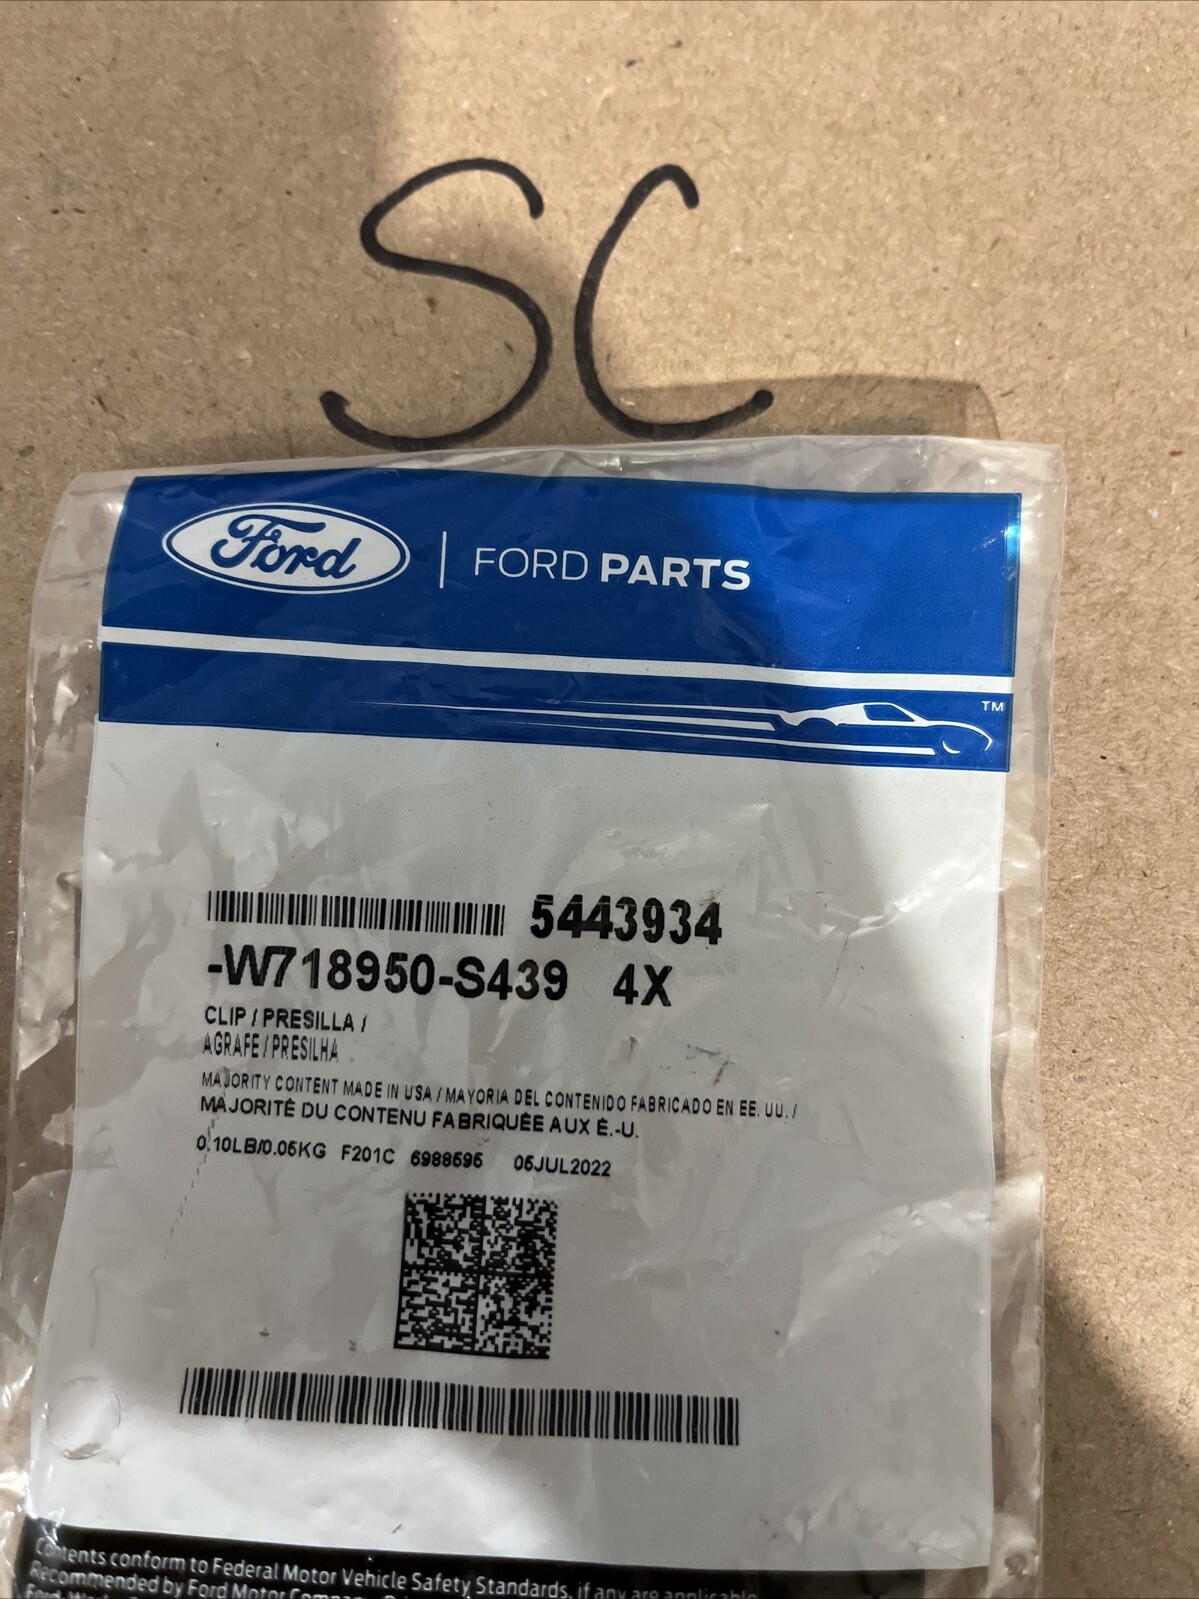 SC
Ford | FORD PARTS
TM
5443934
-W718950-S439 4X
CLIP / PRESILLA /
AGRAFE / PRESILHA
MAJORITY CONTENT MADE IN USA / MAYORIA DEL CONTENIDO FABRICADO EN EE. UU. /
MAJORITÉ DU CONTENU FABRIQUÉE AUX É.-U.
0.10LB/0.05KG F201C 6988595 05JUL2022
Contents conform to Federal Motor Vehicle Safety Standards, if any are applicable
Recommended by Ford Motor Company